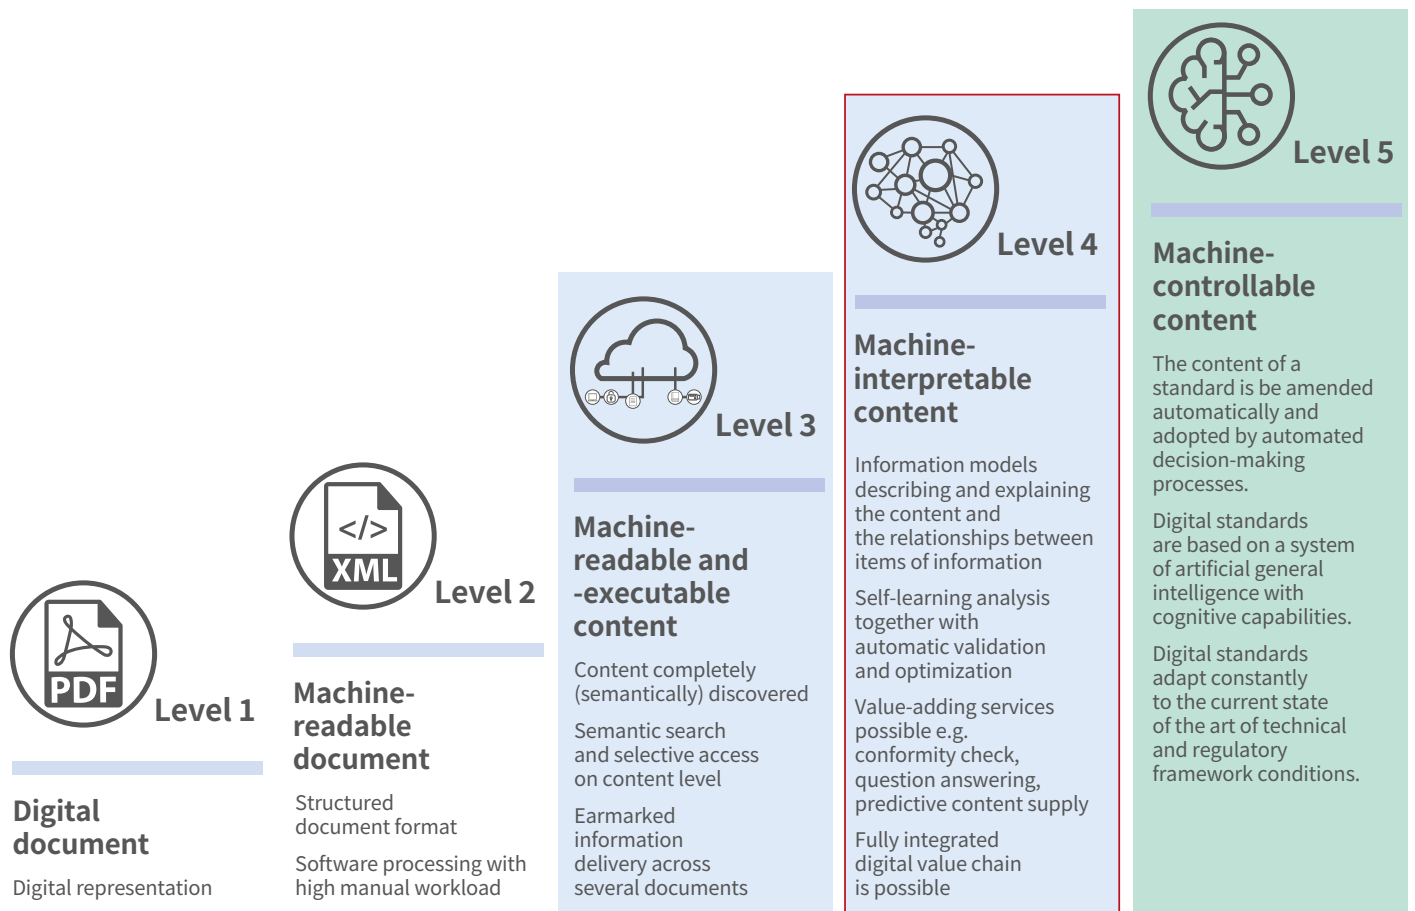 PDF
Level 1
Digital
document
Digital representation
</>
XML
Level 2
Machine-
readable
document
Structured
document format
Software processing with
high manual workload
Level 3
Machine-
readable and
-executable
content
Content completely
(semantically) discovered
Semantic search
and selective access
on content level
Earmarked
information
delivery across
several documents
Level 4
Machine-
interpretable
content
Information models
describing and explaining
the content and
the relationships between
items of information
Self-learning analysis
together with
automatic validation
and optimization
Value-adding services
possible e.g.
conformity check,
question answering,
predictive content supply
Fully integrated
digital value chain
is possible
Level 5
Machine-
controllable
content
The content of a
standard is be amended
automatically and
adopted by automated
decision-making
processes.
Digital standards
are based on a system
of artificial general
intelligence with
cognitive capabilities.
Digital standards
adapt constantly
to the current state
of the art of technical
and regulatory
framework conditions.